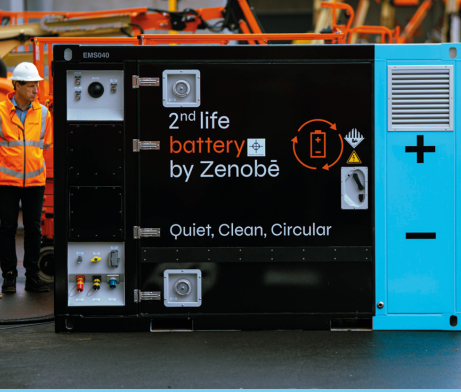 EMS040
2nd life
battery
by Zenobē
Quiet, Clean, Circular